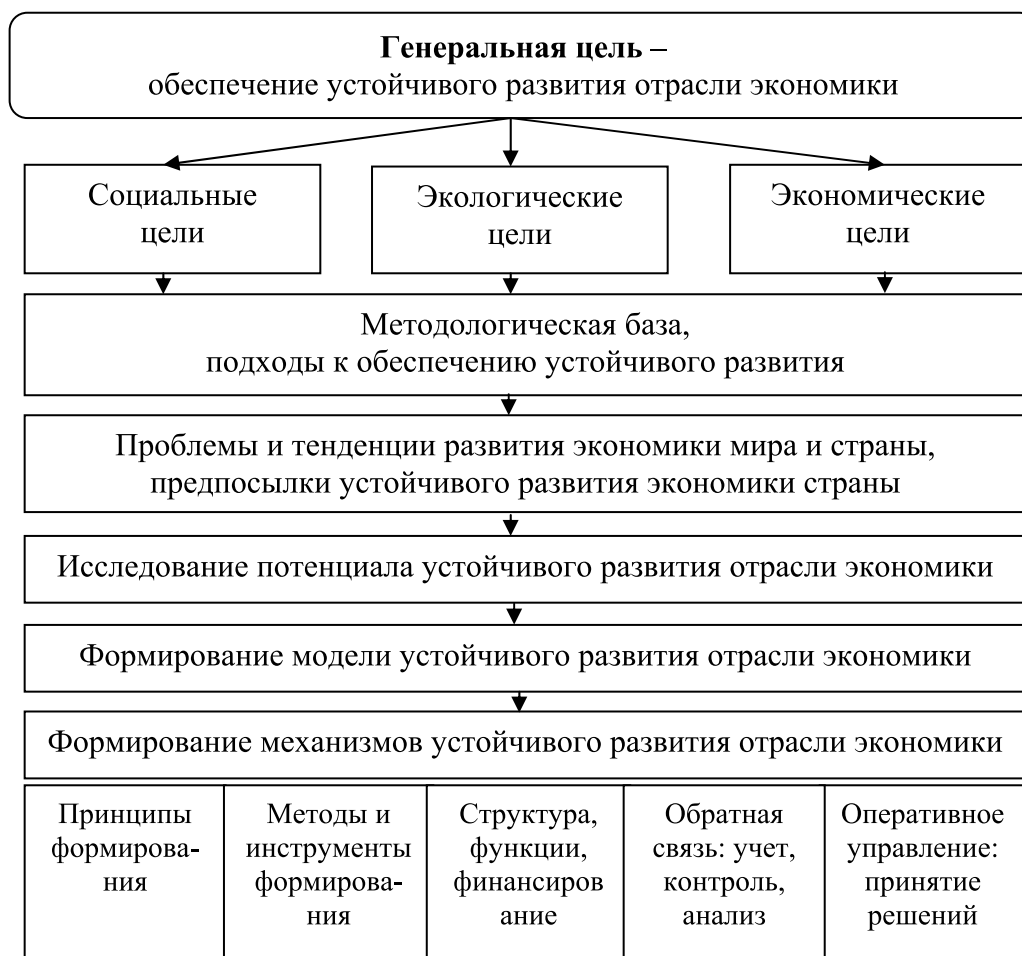 Генеральная цель –
обеспечение устойчивого развития отрасли экономики
Социальные
цели
Экологические
цели
Экономические
цели
Методологическая база,
подходы к обеспечению устойчивого развития
Проблемы и тенденции развития экономики мира и страны,
предпосылки устойчивого развития экономики страны
Исследование потенциала устойчивого развития отрасли экономики
Формирование модели устойчивого развития отрасли экономики
Формирование механизмов устойчивого развития отрасли экономики
Принципы
формирова-
ния
Методы и
инструменты
формирова-
ния
Структура,
функции,
финансиров
ание
Обратная
связь: учет,
контроль,
анализ
Оперативное
управление:
принятие
решений